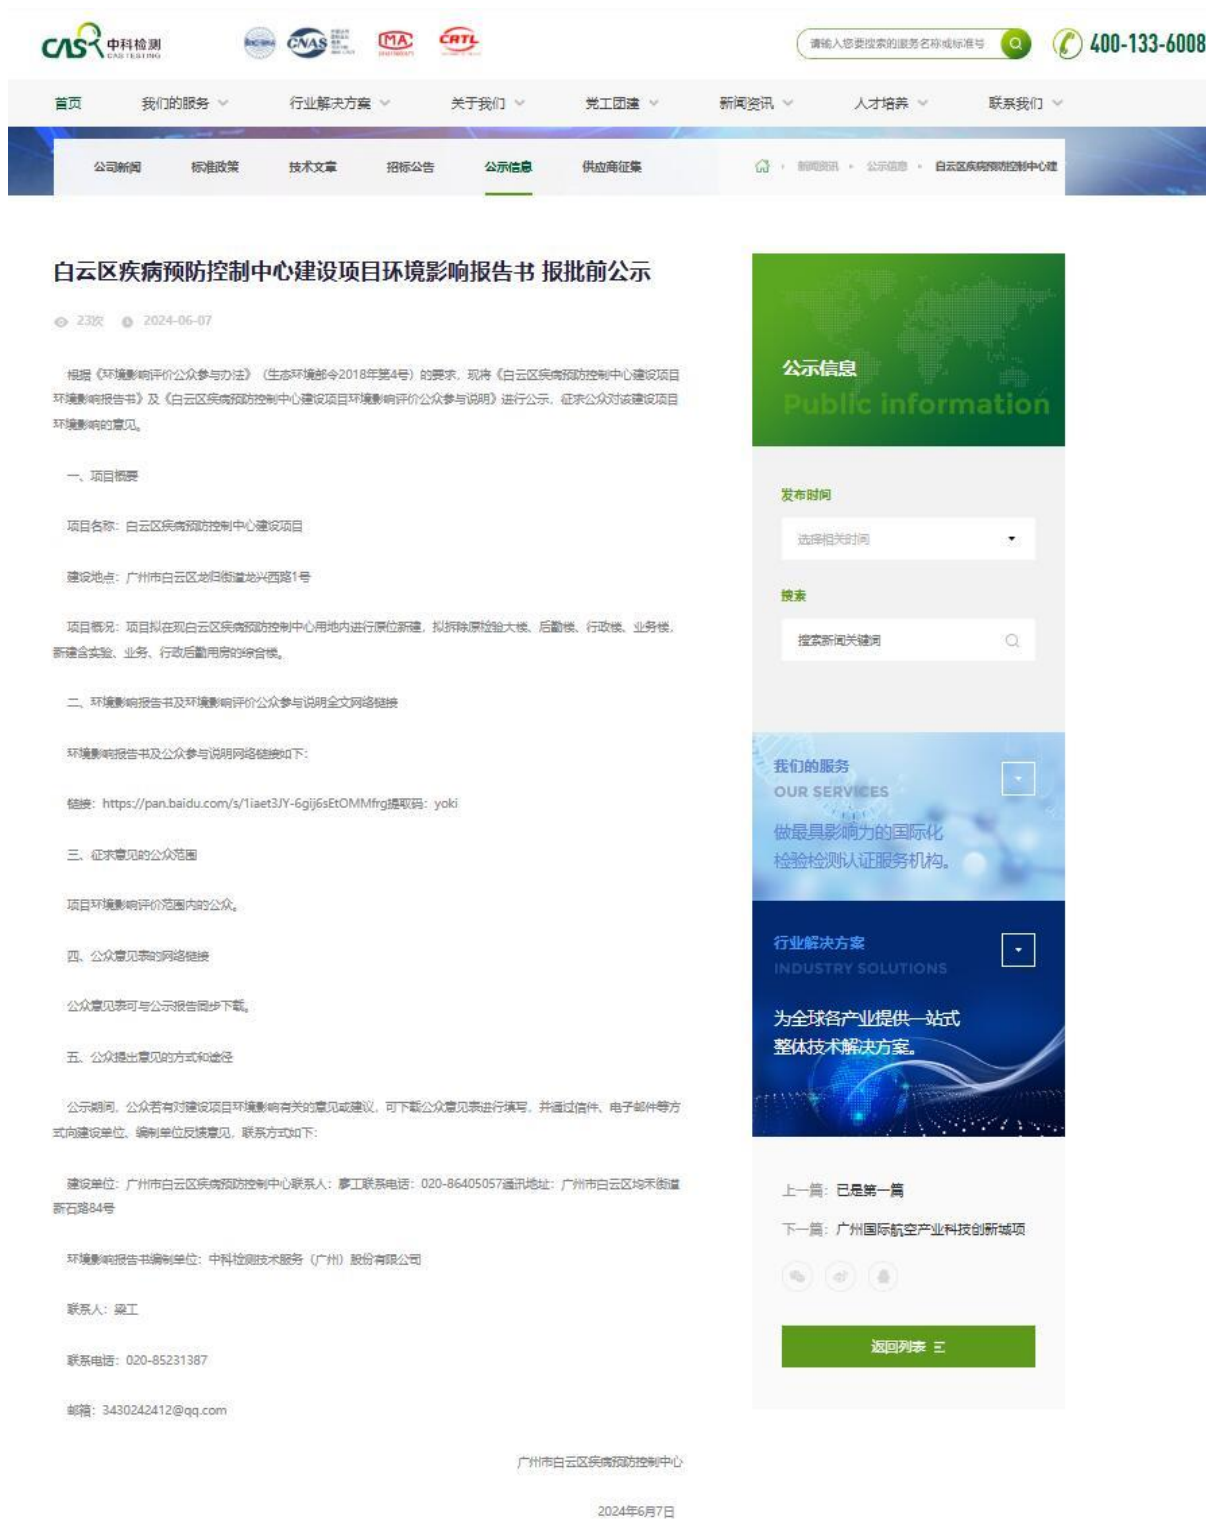 CAS 中科检测
CAS TESTING
CNAS
MA
CRTL
请输入您要搜索的服务名称或标准号
400-133-6008
首页 我们的服务 行业解决方案 关于我们 党工团建 新闻资讯 人才培养 联系我们
公司新闻 标准政策 技术文章 招标公告 公示信息 供应商征集
新闻资讯 公示信息 白云区疾病预防控制中心建
白云区疾病预防控制中心建设项目环境影响报告书 报批前公示
23次 2024-06-07
根据《环境影响评价公众参与办法》（生态环境部令2018年第4号）的要求，现将《白云区疾病预防控制中心建设项目
环境影响报告书》及《白云区疾病预防控制中心建设项目环境影响评价公众参与说明》进行公示，征求公众对该建设项目
环境影响的意见。
一、项目概要
项目名称：白云区疾病预防控制中心建设项目
建设地点：广州市白云区龙归街道龙兴西路1号
项目概况：项目拟在现白云区疾病预防控制中心用地内进行原位新建，拟拆除原检验大楼、后勤楼、行政楼、业务楼，
新建含实验、业务、行政后勤用房的综合楼。
二、环境影响报告书及环境影响评价公众参与说明全文网络链接
环境影响报告书及公众参与说明网络链接如下：
链接：https://pan.baidu.com/s/1iaet3JY-6gij6sEtOMMfrg提取码：yoki
三、征求意见的公众范围
项目环境影响评价范围内的公众。
四、公众意见表的网络链接
公众意见表可与公示报告同步下载。
五、公众提出意见的方式和途径
公示期间，公众若有对建设项目环境影响有关的意见或建议，可下载公众意见表进行填写，并通过信件、电子邮件等方
式向建设单位、编制单位反馈意见，联系方式如下：
建设单位：广州市白云区疾病预防控制中心联系人：廖工联系电话：020-86405057通讯地址：广州市白云区均禾街道
新石路84号
环境影响报告书编制单位：中科检测技术服务（广州）股份有限公司
联系人：梁工
联系电话：020-85231387
邮箱：3430242412@qq.com
广州市白云区疾病预防控制中心
2024年6月7日
公示信息
Public information
发布时间
选择相关时间
搜索
搜索新闻关键词
我们的服务
OUR SERVICES
做最具影响力的国际化
检验检测认证服务机构。
行业解决方案
INDUSTRY SOLUTIONS
为全球各产业提供一站式
整体技术解决方案。
上一篇：已是第一篇
下一篇：广州国际航空产业科技创新城项
返回列表